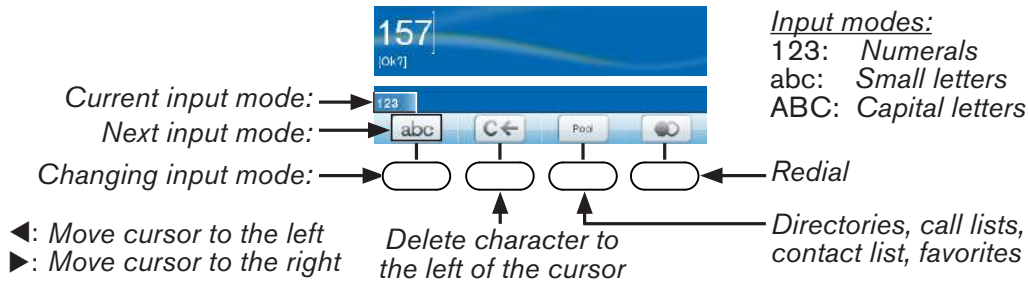 157
[Ok?]
Input modes:
123: Numerals
abc: Small letters
ABC: Capital letters
Current input mode:
123
Next input mode:
abc
C←
Pool
Changing input mode:
Redial
◀: Move cursor to the left
▶: Move cursor to the right
Delete character to
the left of the cursor
Directories, call lists,
contact list, favorites